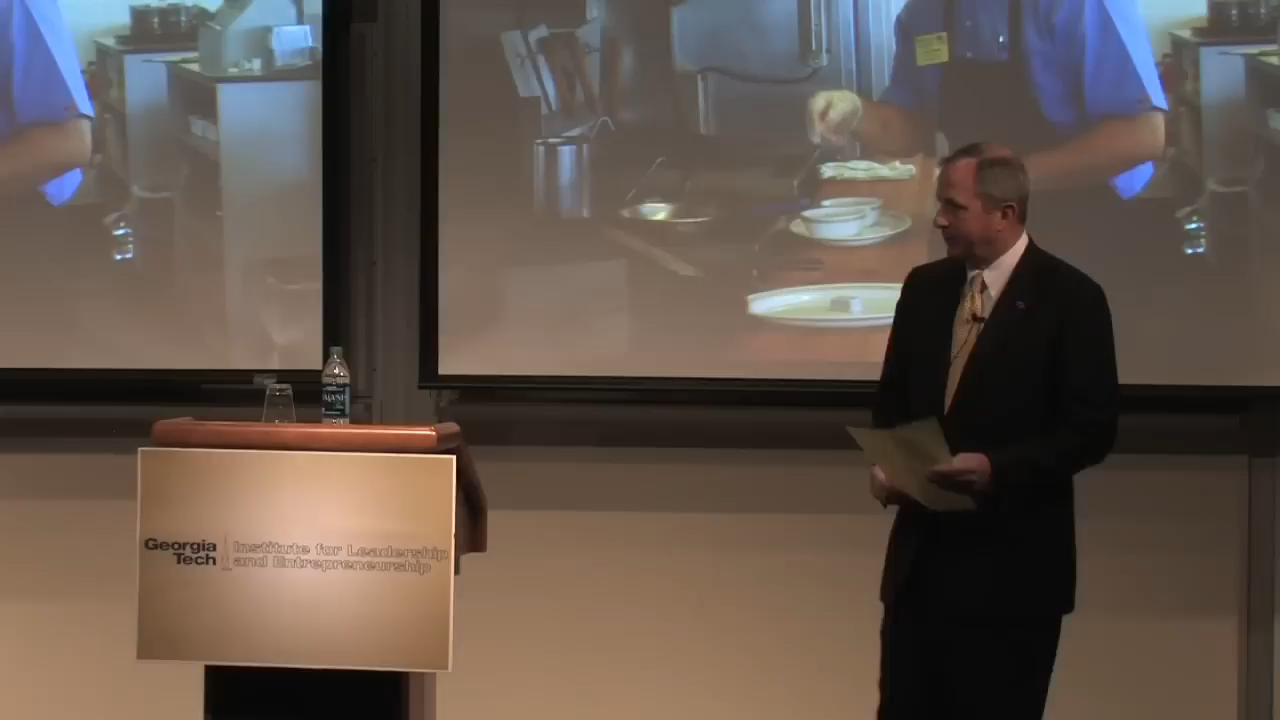 Georgia
Tech
Institute for Leadership
and Entrepreneurship